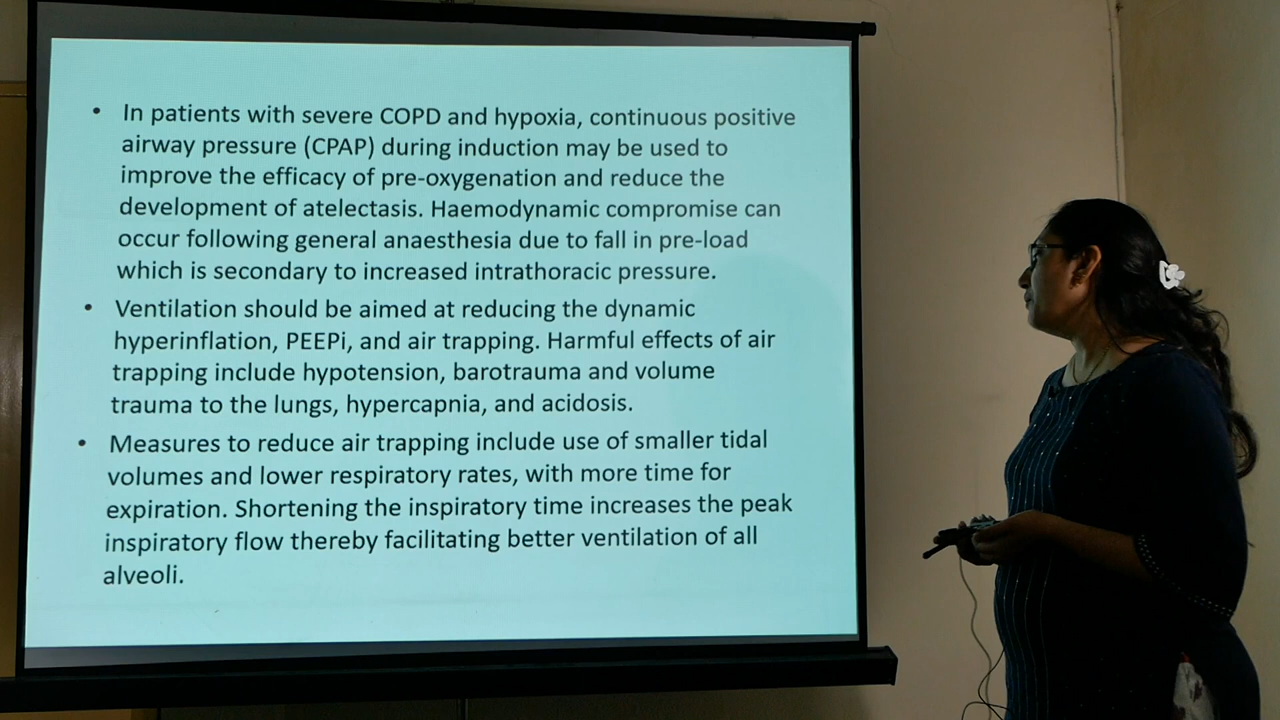 • In patients with severe COPD and hypoxia, continuous positive
airway pressure (CPAP) during induction may be used to
improve the efficacy of pre-oxygenation and reduce the
development of atelectasis. Haemodynamic compromise can
occur following general anaesthesia due to fall in pre-load
which is secondary to increased intrathoracic pressure.
• Ventilation should be aimed at reducing the dynamic
hyperinflation, PEEPi, and air trapping. Harmful effects of air
trapping include hypotension, barotrauma and volume
trauma to the lungs, hypercapnia, and acidosis.
• Measures to reduce air trapping include use of smaller tidal
volumes and lower respiratory rates, with more time for
expiration. Shortening the inspiratory time increases the peak
inspiratory flow thereby facilitating better ventilation of all
alveoli.